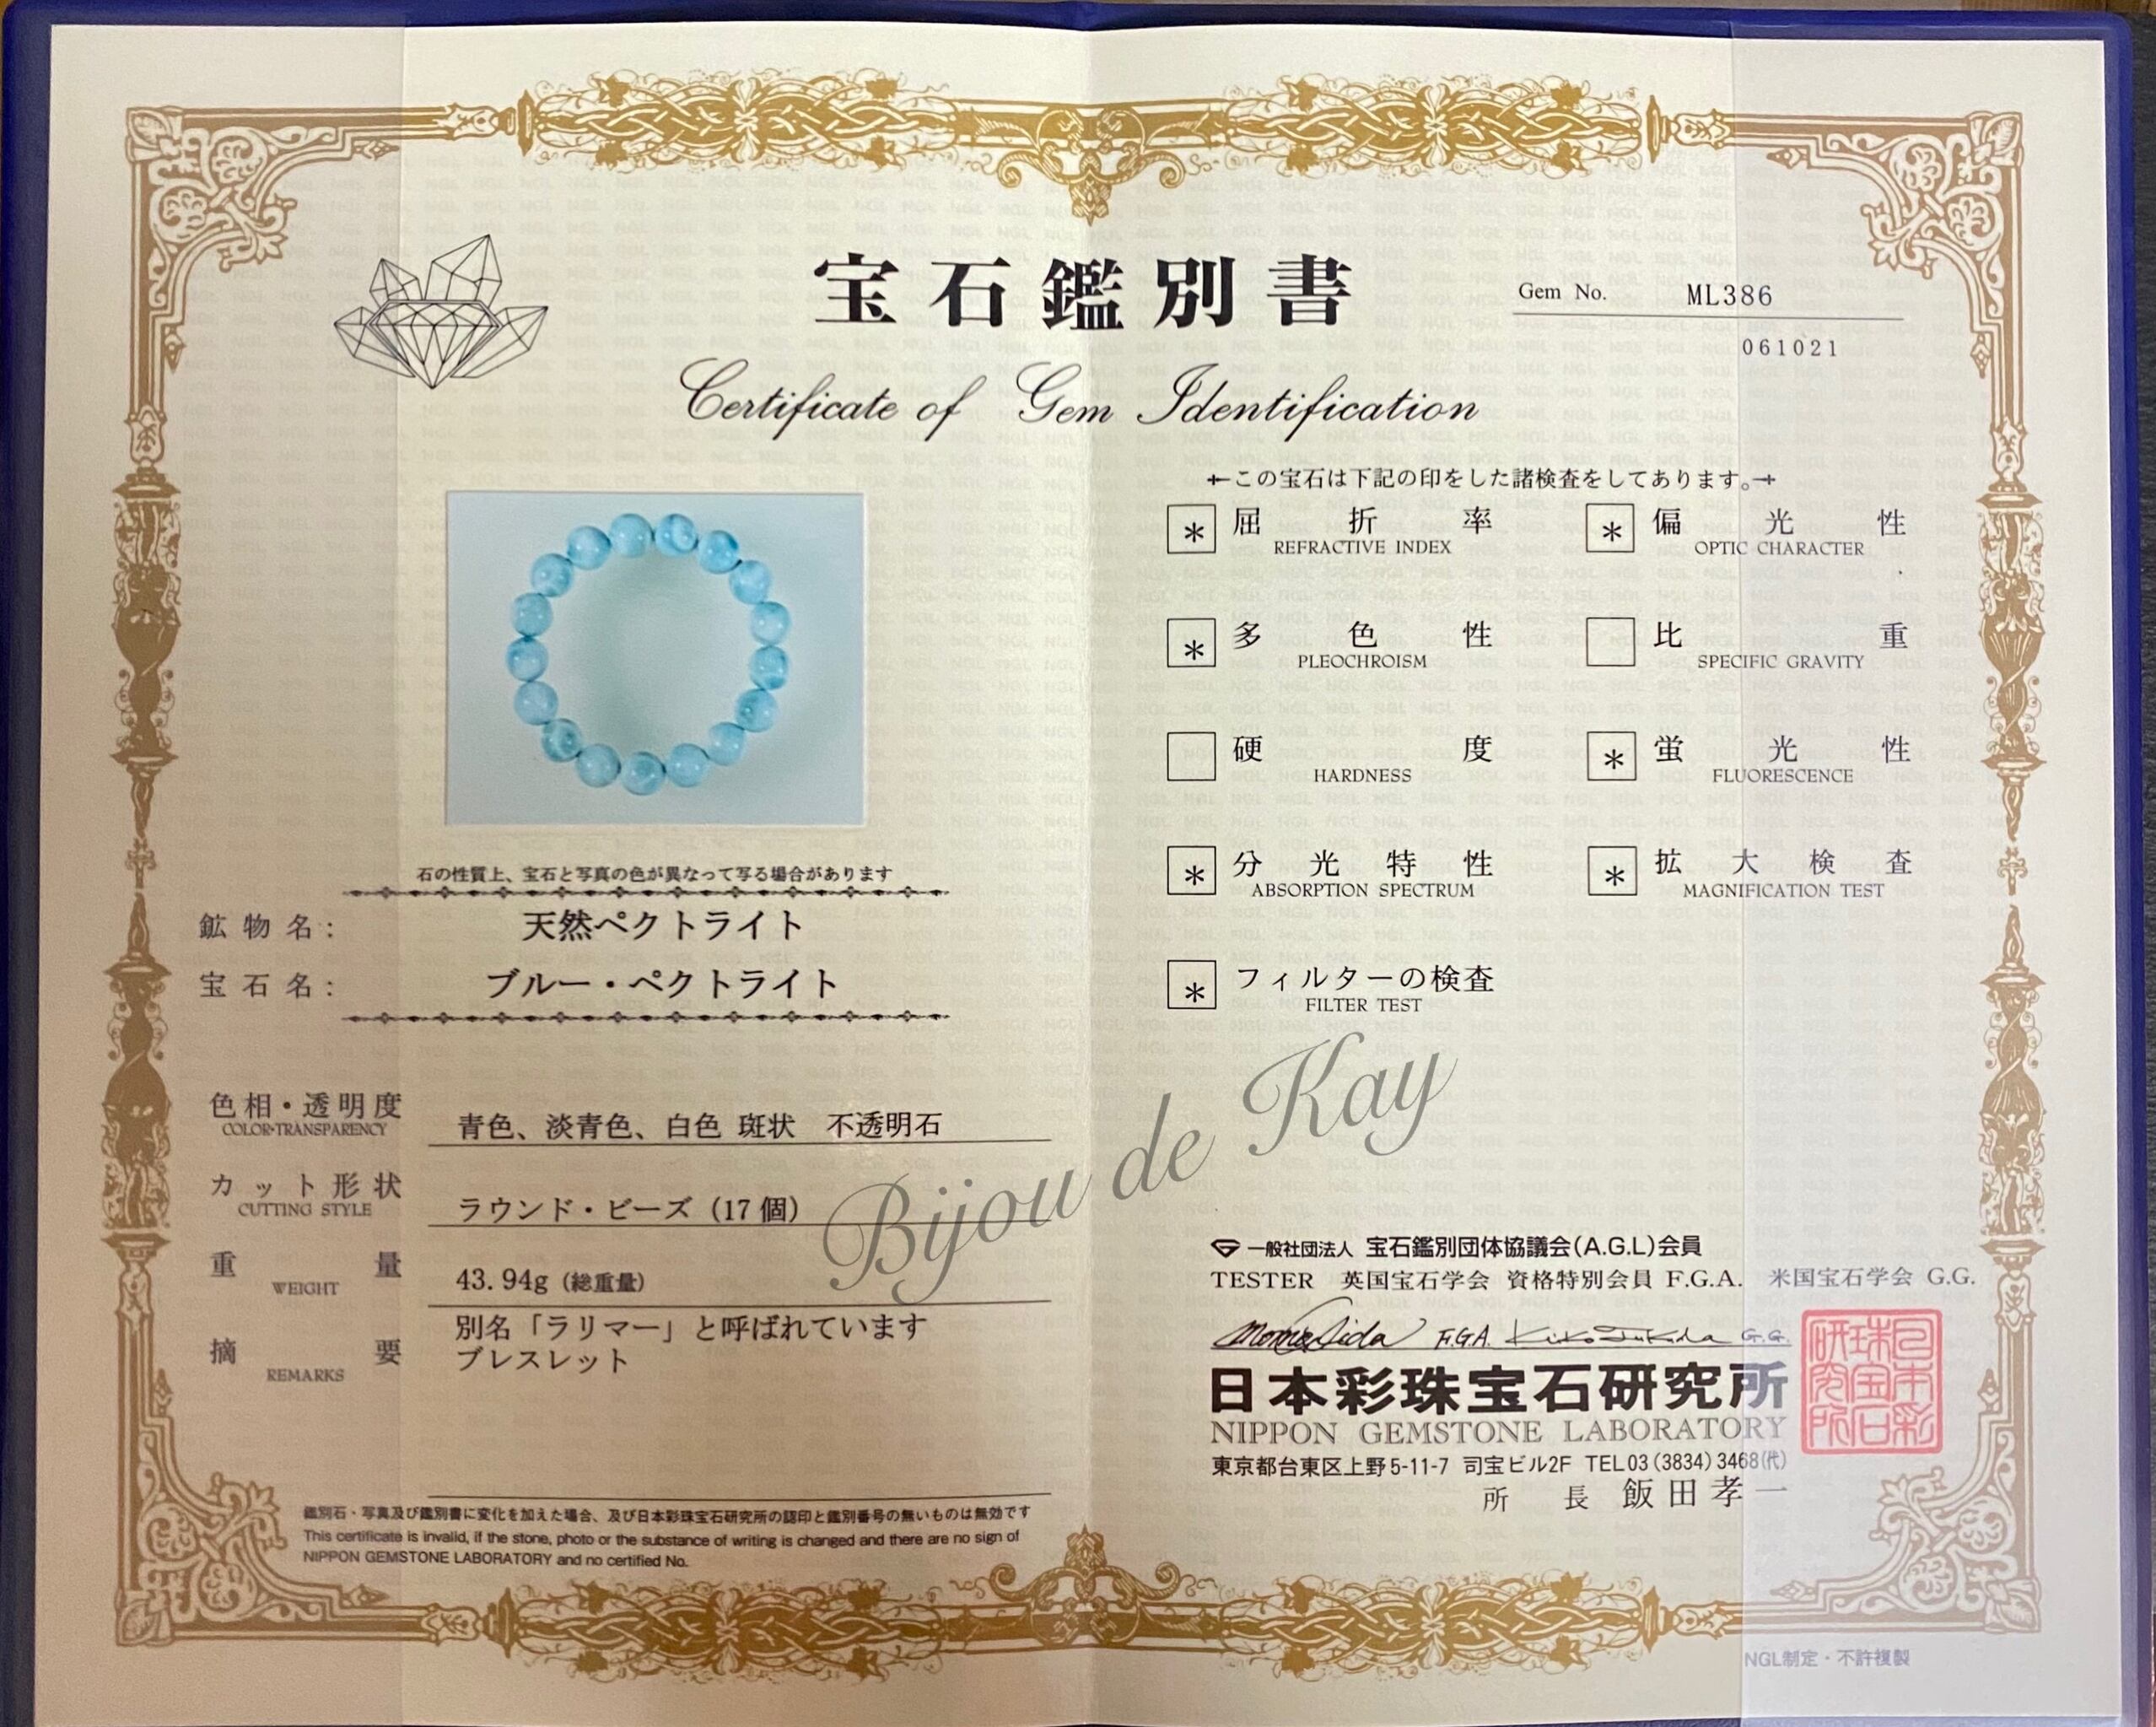 宝石鑑別書
Certificate of Gem Identification
Gem No. ML386
061021
石の性質上、宝石と写真の色が異なって写る場合があります
鉱物名: 天然ペクトライト
宝石名: ブルー・ペクトライト
色相・透明度 青色、淡青色、白色 斑状 不透明石
COLOR•TRANSPARENCY
カット形状 ラウンド・ビーズ (17個)
CUTTING STYLE
重量 43.94g (総重量)
WEIGHT
摘要 別名「ラリマー」と呼ばれています
ブレスレット
REMARKS
鑑別石・写真及び鑑別書に変化を加えた場合、及び日本彩珠宝石研究所の認印と鑑別番号の無いものは無効です
This certificate is invalid, if the stone, photo or the substance of writing is changed and there are no sign of
NIPPON GEMSTONE LABORATORY and no certified No.
この宝石は下記の印をした諸検査をしてあります。
* 屈折率
REFRACTIVE INDEX
* 偏光性
OPTIC CHARACTER
* 多色性
PLEOCHROISM
比重
SPECIFIC GRAVITY
硬度
HARDNESS
* 蛍光性
FLUORESCENCE
* 分光特性
ABSORPTION SPECTRUM
* 拡大検査
MAGNIFICATION TEST
* フィルターの検査
FILTER TEST
Bijou de Kay
一般社団法人 宝石鑑別団体協議会(A.G.L)会員
TESTER 英国宝石学会 資格特別会員 F.G.A. 米国宝石学会 G.G.
F.G.A. G.G.
日本彩珠宝石研究所
NIPPON GEMSTONE LABORATORY
東京都台東区上野5-11-7 司宝ビル2F TEL03(3834)3468(代)
所長 飯田孝一
日本彩珠宝石研究所
NGL制定・不許複製